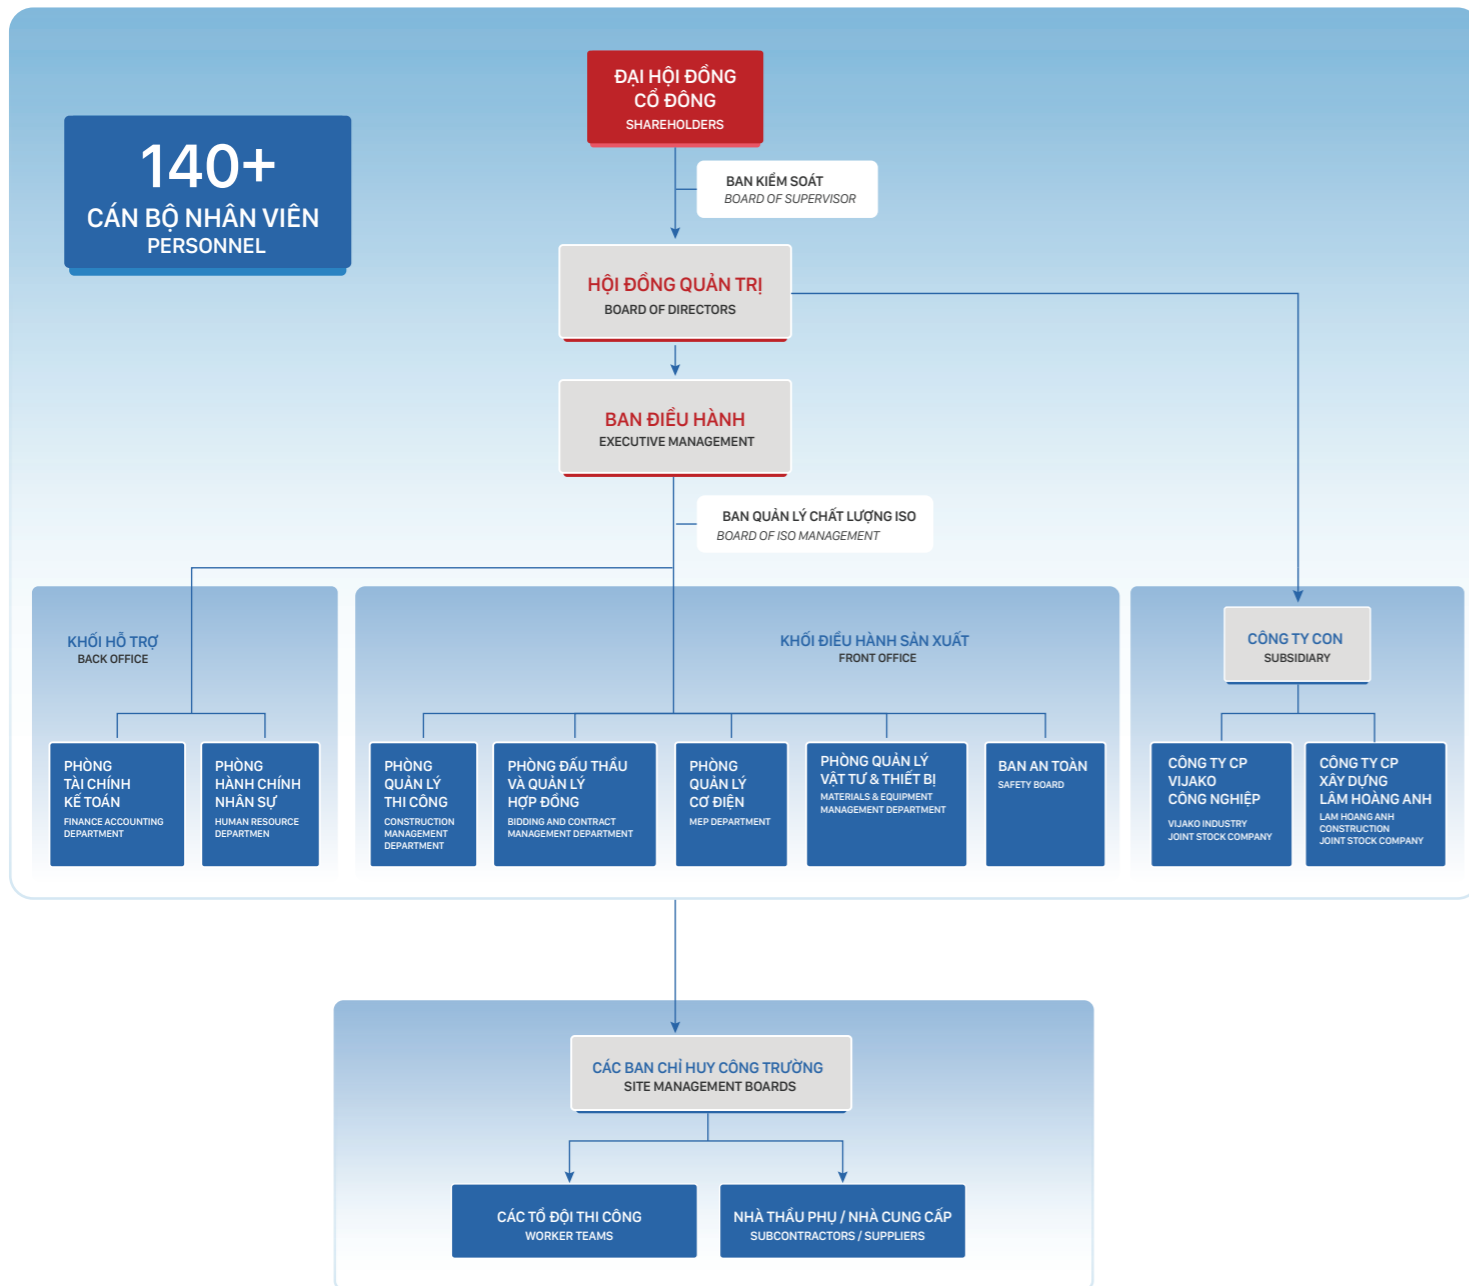 ĐẠI HỘI ĐỒNG
CỔ ĐÔNG
SHAREHOLDERS
140+
CÁN BỘ NHÂN VIÊN
PERSONNEL
BAN KIỂM SOÁT
BOARD OF SUPERVISOR
HỘI ĐỒNG QUẢN TRỊ
BOARD OF DIRECTORS
BAN ĐIỀU HÀNH
EXECUTIVE MANAGEMENT
BAN QUẢN LÝ CHẤT LƯỢNG ISO
BOARD OF ISO MANAGEMENT
KHỐI HỖ TRỢ
BACK OFFICE
KHỐI ĐIỀU HÀNH SẢN XUẤT
FRONT OFFICE
CÔNG TY CON
SUBSIDIARY
PHÒNG
TÀI CHÍNH
KẾ TOÁN
FINANCE ACCOUNTING
DEPARTMENT
PHÒNG
HÀNH CHÍNH
NHÂN SỰ
HUMAN RESOURCE
DEPARTMEN
PHÒNG
QUẢN LÝ
THI CÔNG
CONSTRUCTION
MANAGEMENT
DEPARTMENT
PHÒNG ĐẤU THẦU
VÀ QUẢN LÝ
HỢP ĐỒNG
BIDDING AND CONTRACT
MANAGEMENT DEPARTMENT
PHÒNG
QUẢN LÝ
CƠ ĐIỆN
MEP DEPARTMENT
PHÒNG QUẢN LÝ
VẬT TƯ & THIẾT BỊ
MATERIALS & EQUIPMENT
MANAGEMENT DEPARTMENT
BAN AN TOÀN
SAFETY BOARD
CÔNG TY CP
VIJAKO
CÔNG NGHIỆP
VIJAKO INDUSTRY
JOINT STOCK COMPANY
CÔNG TY CP
XÂY DỰNG
LÂM HOÀNG ANH
LAM HOANG ANH
CONSTRUCTION
JOINT STOCK COMPANY
CÁC BAN CHỈ HUY CÔNG TRƯỜNG
SITE MANAGEMENT BOARDS
CÁC TỔ ĐỘI THI CÔNG
WORKER TEAMS
NHÀ THẦU PHỤ / NHÀ CUNG CẤP
SUBCONTRACTORS / SUPPLIERS